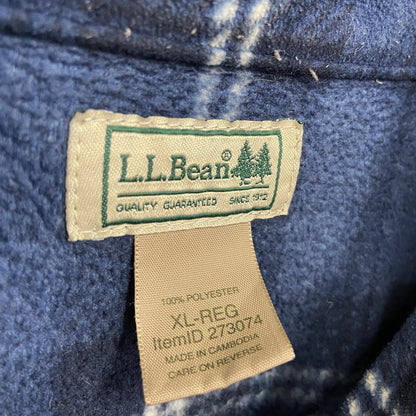 L.L.Bean®
QUALITY GUARANTEED SINCE 1912
100% POLYESTER
XL-REG
ItemID 273074
MADE IN CAMBODIA
CARE ON REVERSE